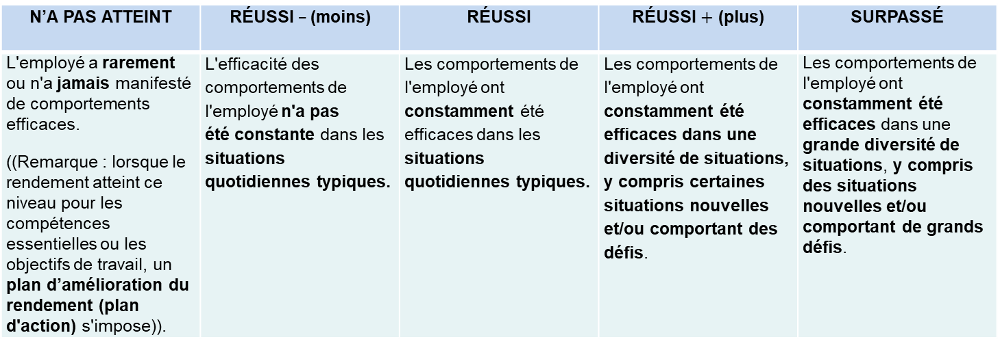 N'A PAS ATTEINT
RÉUSSI – (moins)
RÉUSSI
RÉUSSI + (plus)
SURPASSÉ
L'employé a rarement
ou n'a jamais manifesté
de comportements
efficaces.
((Remarque : lorsque le
rendement atteint ce
niveau pour les
compétences
essentielles ou les
objectifs de travail, un
plan d’amélioration du
rendement (plan
d'action) s'impose)).
L'efficacité des
comportements de
l'employé n'a pas
été constante dans les
situations
quotidiennes typiques.
Les comportements de
l'employé ont
constamment été
efficaces dans les
situations
quotidiennes typiques.
Les comportements de
l'employé ont
constamment été
efficaces dans une
diversité de situations,
y compris certaines
situations nouvelles
et/ou comportant des
défis.
Les comportements de
l'employé ont
constamment été
efficaces dans une
grande diversité de
situations, y compris
des situations
nouvelles et/ou
comportant de grands
défis.